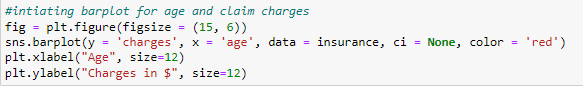 #intiating barplot for age and claim charges
fig = plt.figure(figsize = (15, 6))
sns.barplot(y = 'charges', x = 'age', data = insurance, ci = None, color = 'red')
plt.xlabel("Age", size=12)
plt.ylabel("Charges in $", size=12)